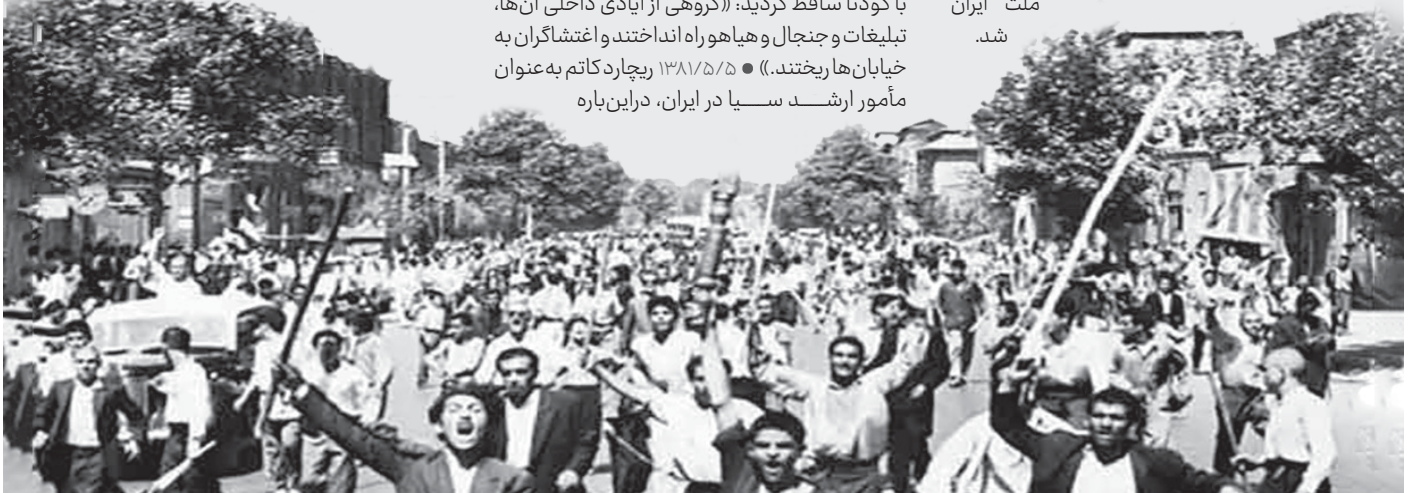 ملت ایران
شد.
با کودتا ساقط گردید: «گروهی از ایادی داخلی آن‌ها،
تبلیغات و جنجال و هیاهو راه انداختند و اغتشاگران به
خیابان‌ها ریختند.» ● ۱۳۸۱/۵/۵ ریچارد کاتم به‌عنوان
مأمور ارشد سیا در ایران، دراین‌باره